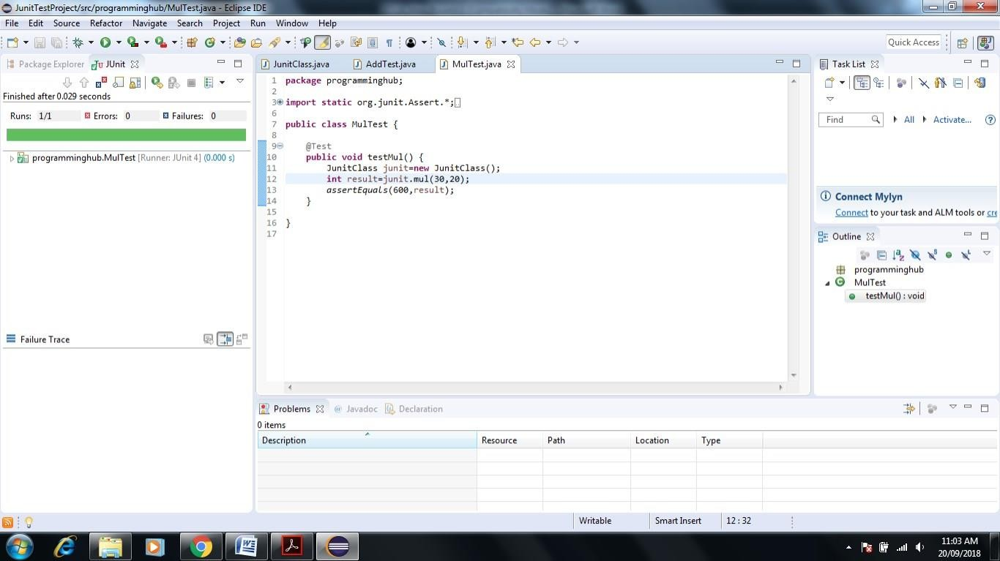 JunitTestProject/src/programminghub/MulTest.java - Eclipse IDE
File Edit Source Refactor Navigate Search Project Run Window Help
Quick Access
Package Explorer JUnit
Finished after 0.029 seconds
Runs: 1/1 Errors: 0 Failures: 0
programminghub.MulTest [Runner: JUnit 4] (0.000 s)
Failure Trace
JunitClass.java AddTest.java MulTest.java
1 package programminghub;
2
3 import static org.junit.Assert.*;
6
7 public class MulTest {
8
9 @Test
10 public void testMul() {
11 JunitClass junit=new JunitClass();
12 int result=junit.mul(30,20);
13 assertEquals(600,result);
14 }
15
16 }
17
Task List
Find All Activate...
Connect Mylyn
Connect to your task and ALM tools or cre
Outline
programminghub
MulTest
testMul() : void
Problems @ Javadoc Declaration
0 items
Description Resource Path Location Type
Writable Smart Insert 12 : 32
11:03 AM
20/09/2018